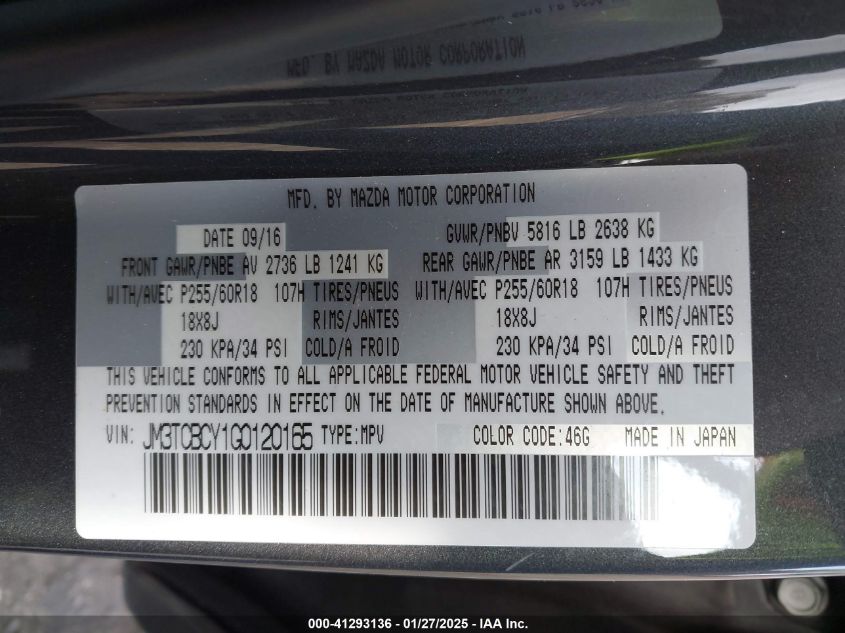 MFD. BY MAZDA MOTOR CORPORATION
DATE 09/16 GVWR/PNBV 5816 LB 2638 KG
FRONT GAWR/PNBE AV 2736 LB 1241 KG REAR GAWR/PNBE AR 3159 LB 1433 KG
WITH/AVEC P255/60R18 107H TIRES/PNEUS WITH/AVEC P255/60R18 107H TIRES/PNEUS
18X8J RIMS/JANTES 18X8J RIMS/JANTES
230 KPA/34 PSI COLD/A FROID 230 KPA/34 PSI COLD/A FROID
THIS VEHICLE CONFORMS TO ALL APPLICABLE FEDERAL MOTOR VEHICLE SAFETY AND THEFT
PREVENTION STANDARDS IN EFFECT ON THE DATE OF MANUFACTURE SHOWN ABOVE.
VIN: JM3TCBCY1G0120165 TYPE:MPV COLOR CODE:46G MADE IN JAPAN
000-41293136 - 01/27/2025 - IAA Inc.